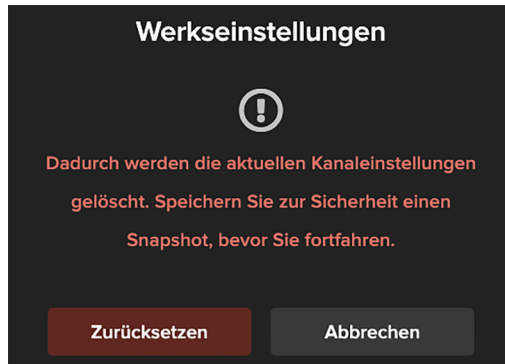 Werkseinstellungen
Dadurch werden die aktuellen Kanaleinstellungen
gelöscht. Speichern Sie zur Sicherheit einen
Snapshot, bevor Sie fortfahren.
Zurücksetzen Abbrechen